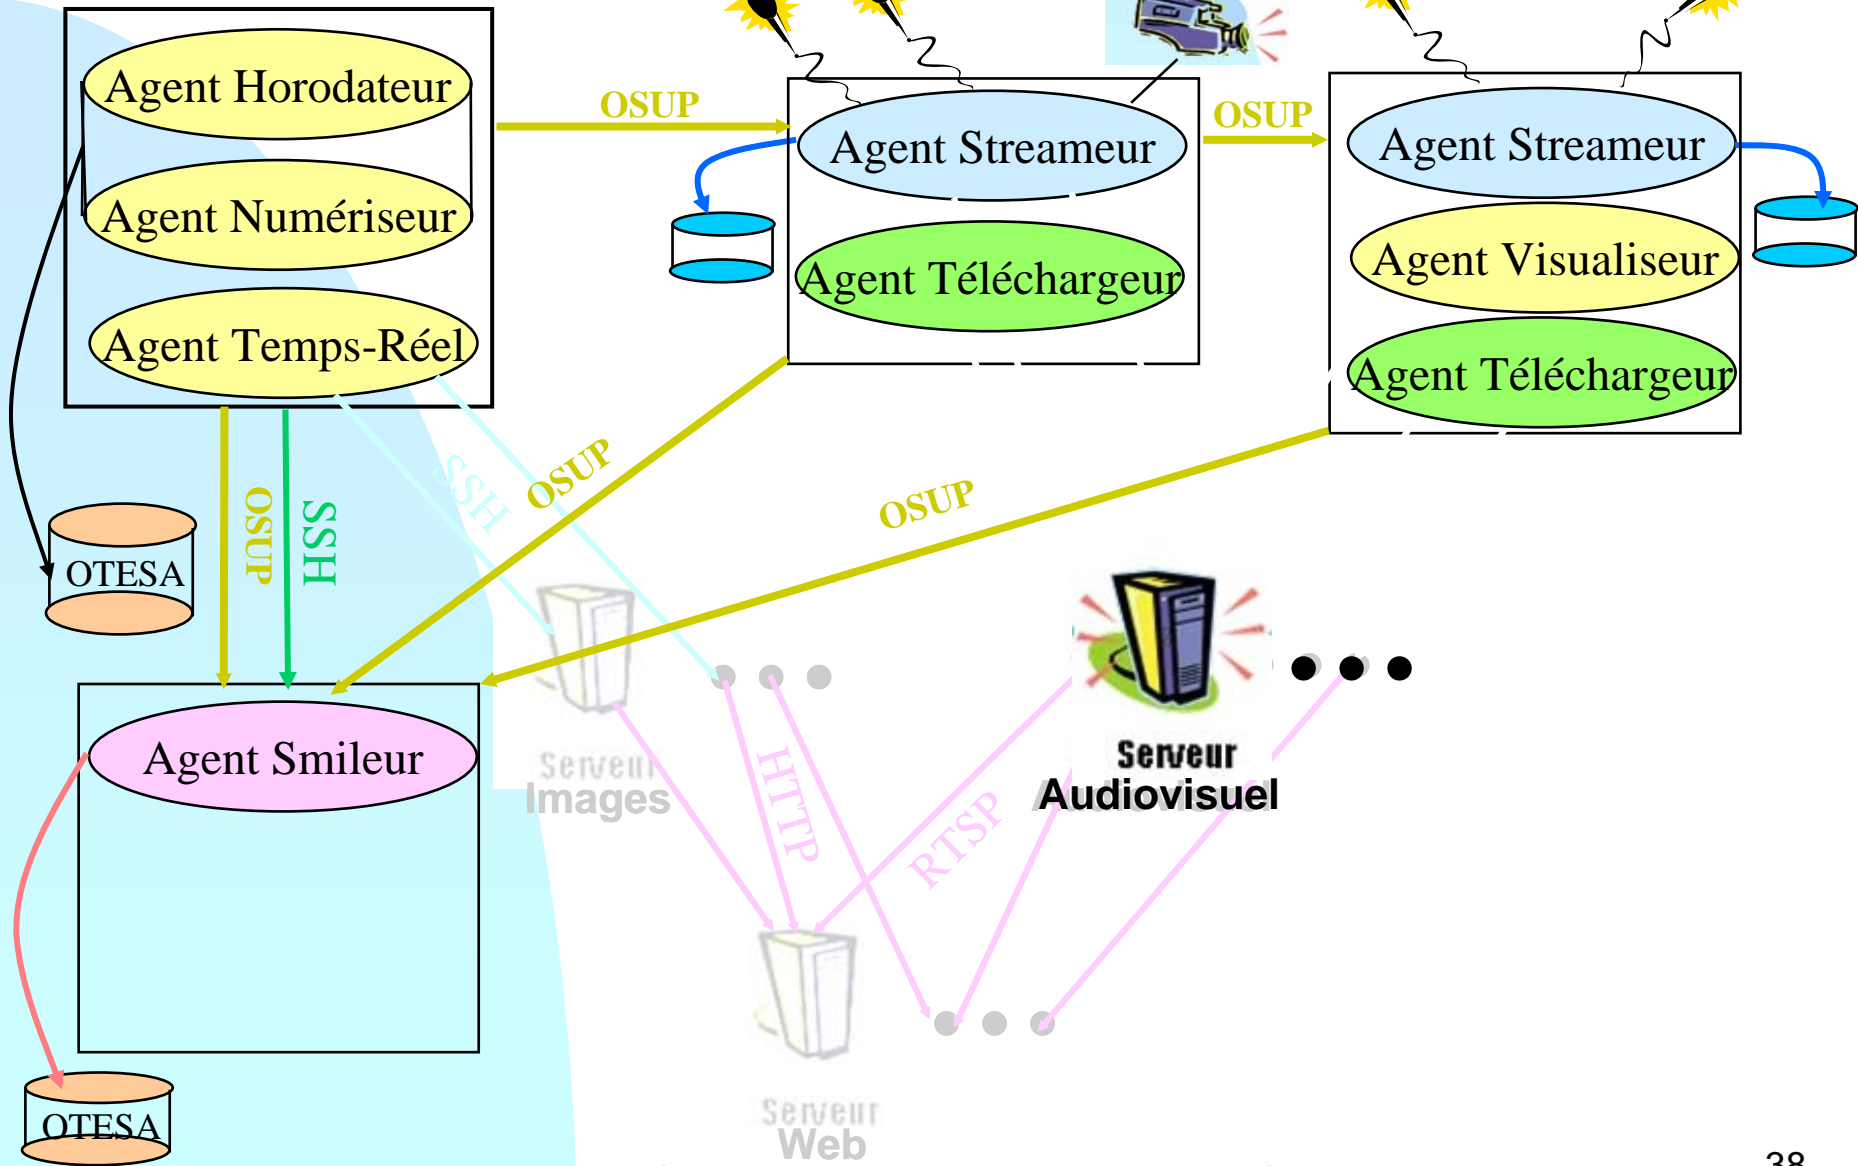 Agent Horodateur
Agent Numériseur
Agent Temps-Réel
OSUP
Agent Streameur
Agent Téléchargeur
OSUP
Agent Streameur
Agent Visualiseur
Agent Téléchargeur
OSUP
SSH
SSH
OSUP
OSUP
OTESA
Agent Smileur
OTESA
Serveur
Images
HTTP
RTSP
Serveur
Audiovisuel
Serveur
Web
38